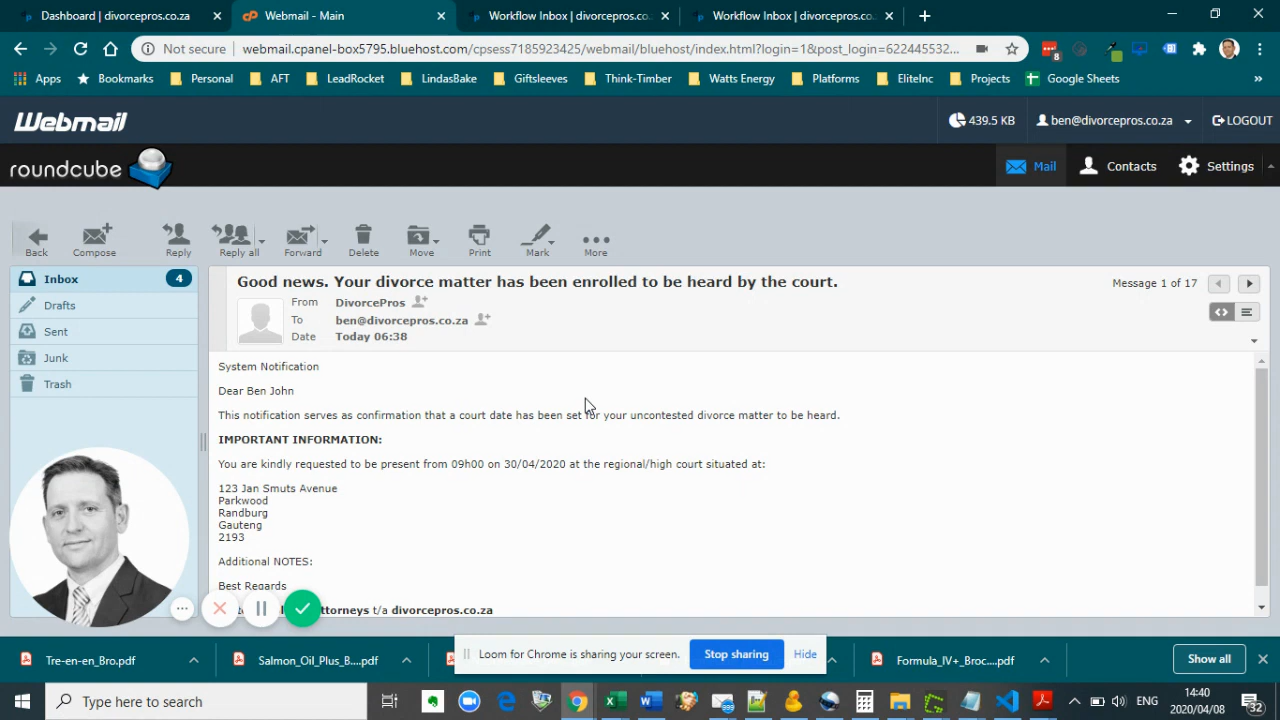 Dashboard | divorcepros.co.za
Webmail - Main
Workflow Inbox | divorcepros.co.za
Workflow Inbox | divorcepros.co.za
Not secure
webmail.cpanel-box5795.bluehost.com/cpsess7185923425/webmail/bluehost/index.html?login=1&post_login=622445532...
8
Apps
Bookmarks
Personal
AFT
LeadRocket
LindasBake
Giftsleeves
Think-Timber
Watts Energy
Platforms
EliteInc
Projects
Google Sheets
Webmail
439.5 KB
ben@divorcepros.co.za
LOGOUT
roundcube
Mail
Contacts
Settings
Back
Compose
Reply
Reply all
Forward
Delete
Move
Print
Mark
More
Inbox
4
Drafts
Sent
Junk
Trash
Good news. Your divorce matter has been enrolled to be heard by the court.
Message 1 of 17
From DivorcePros
To ben@divorcepros.co.za
Date Today 06:38
System Notification
Dear Ben John
This notification serves as confirmation that a court date has been set for your uncontested divorce matter to be heard.
IMPORTANT INFORMATION:
You are kindly requested to be present from 09h00 on 30/04/2020 at the regional/high court situated at:
123 Jan Smuts Avenue
Parkwood
Randburg
Gauteng
2193
Additional NOTES:
Best Regards
ttorneys t/a divorcepros.co.za
Loom for Chrome is sharing your screen.
Stop sharing
Hide
Tre-en-en_Bro.pdf
Salmon_Oil_Plus_B....pdf
Formula_IV+_Broc....pdf
Show all
Type here to search
ENG
14:40
2020/04/08
32